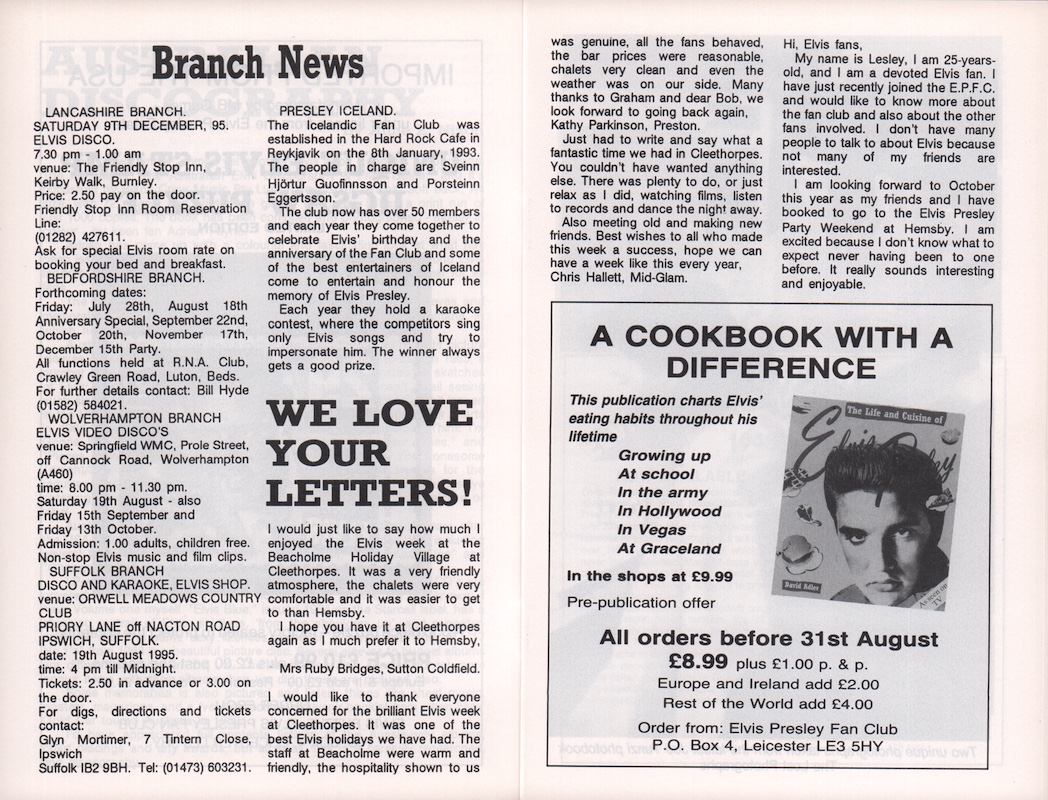 Branch News
LANCASHIRE BRANCH.
SATURDAY 9TH DECEMBER, 95.
ELVIS DISCO.
7.30 pm - 1.00 am
venue: The Friendly Stop Inn,
Keirby Walk, Burnley.
Price: 2.50 pay on the door.
Friendly Stop Inn Room Reservation
Line:
(01282) 427611.
Ask for special Elvis room rate on
booking your bed and breakfast.
BEDFORDSHIRE BRANCH.
Forthcoming dates:
Friday: July 28th, August 18th
Anniversary Special, September 22nd,
October 20th, November 17th,
December 15th Party.
All functions held at R.N.A. Club,
Crawley Green Road, Luton, Beds.
For further details contact: Bill Hyde
(01582) 584021.
WOLVERHAMPTON BRANCH
ELVIS VIDEO DISCO'S
venue: Springfield WMC, Prole Street,
off Cannock Road, Wolverhampton
(A460)
time: 8.00 pm - 11.30 pm.
Saturday 19th August - also
Friday 15th September and
Friday 13th October.
Admission: 1.00 adults, children free.
Non-stop Elvis music and film clips.
SUFFOLK BRANCH
DISCO AND KARAOKE, ELVIS SHOP.
venue: ORWELL MEADOWS COUNTRY
CLUB
PRIORY LANE off NACTON ROAD
IPSWICH, SUFFOLK.
date: 19th August 1995.
time: 4 pm till Midnight.
Tickets: 2.50 in advance or 3.00 on
the door.
For digs, directions and tickets
contact:
Glyn Mortimer, 7 Tintern Close,
Ipswich
Suffolk IB2 9BH. Tel: (01473) 603231.
PRESLEY ICELAND.
The Icelandic Fan Club was
established in the Hard Rock Cafe in
Reykjavik on the 8th January, 1993.
The people in charge are Sveinn
Hjörtur Guofinnsson and Porsteinn
Eggertsson.
The club now has over 50 members
and each year they come together to
celebrate Elvis' birthday and the
anniversary of the Fan Club and some
of the best entertainers of Iceland
come to entertain and honour the
memory of Elvis Presley.
Each year they hold a karaoke
contest, where the competitors sing
only Elvis songs and try to
impersonate him. The winner always
gets a good prize.
WE LOVE
YOUR
LETTERS!
I would just like to say how much I
enjoyed the Elvis week at the
Beacholme Holiday Village at
Cleethorpes. It was a very friendly
atmosphere, the chalets were very
comfortable and it was easier to get
to than Hemsby.
I hope you have it at Cleethorpes
again as I much prefer it to Hemsby,
Mrs Ruby Bridges, Sutton Coldfield.
I would like to thank everyone
concerned for the brilliant Elvis week
at Cleethorpes. It was one of the
best Elvis holidays we have had. The
staff at Beacholme were warm and
friendly, the hospitality shown to us
was genuine, all the fans behaved,
the bar prices were reasonable,
chalets very clean and even the
weather was on our side. Many
thanks to Graham and dear Bob, we
look forward to going back again,
Kathy Parkinson, Preston.
Just had to write and say what a
fantastic time we had in Cleethorpes.
You couldn't have wanted anything
else. There was plenty to do, or just
relax as I did, watching films, listen
to records and dance the night away.
Also meeting old and making new
friends. Best wishes to all who made
this week a success, hope we can
have a week like this every year,
Chris Hallett, Mid-Glam.
Hi, Elvis fans,
My name is Lesley, I am 25-years-
old, and I am a devoted Elvis fan. I
have just recently joined the E.P.F.C.
and would like to know more about
the fan club and also about the other
fans involved. I don't have many
people to talk to about Elvis because
not many of my friends are
interested.
I am looking forward to October
this year as my friends and I have
booked to go to the Elvis Presley
Party Weekend at Hemsby. I am
excited because I don't know what to
expect never having been to one
before. It really sounds interesting
and enjoyable.
A COOKBOOK WITH A
DIFFERENCE
This publication charts Elvis'
eating habits throughout his
lifetime
Growing up
At school
In the army
In Hollywood
In Vegas
At Graceland
In the shops at £9.99
Pre-publication offer
The Life and Cuisine of
Elvis Presley
David Adler
As seen on
TV
All orders before 31st August
£8.99 plus £1.00 p. & p.
Europe and Ireland add £2.00
Rest of the World add £4.00
Order from: Elvis Presley Fan Club
P.O. Box 4, Leicester LE3 5HY